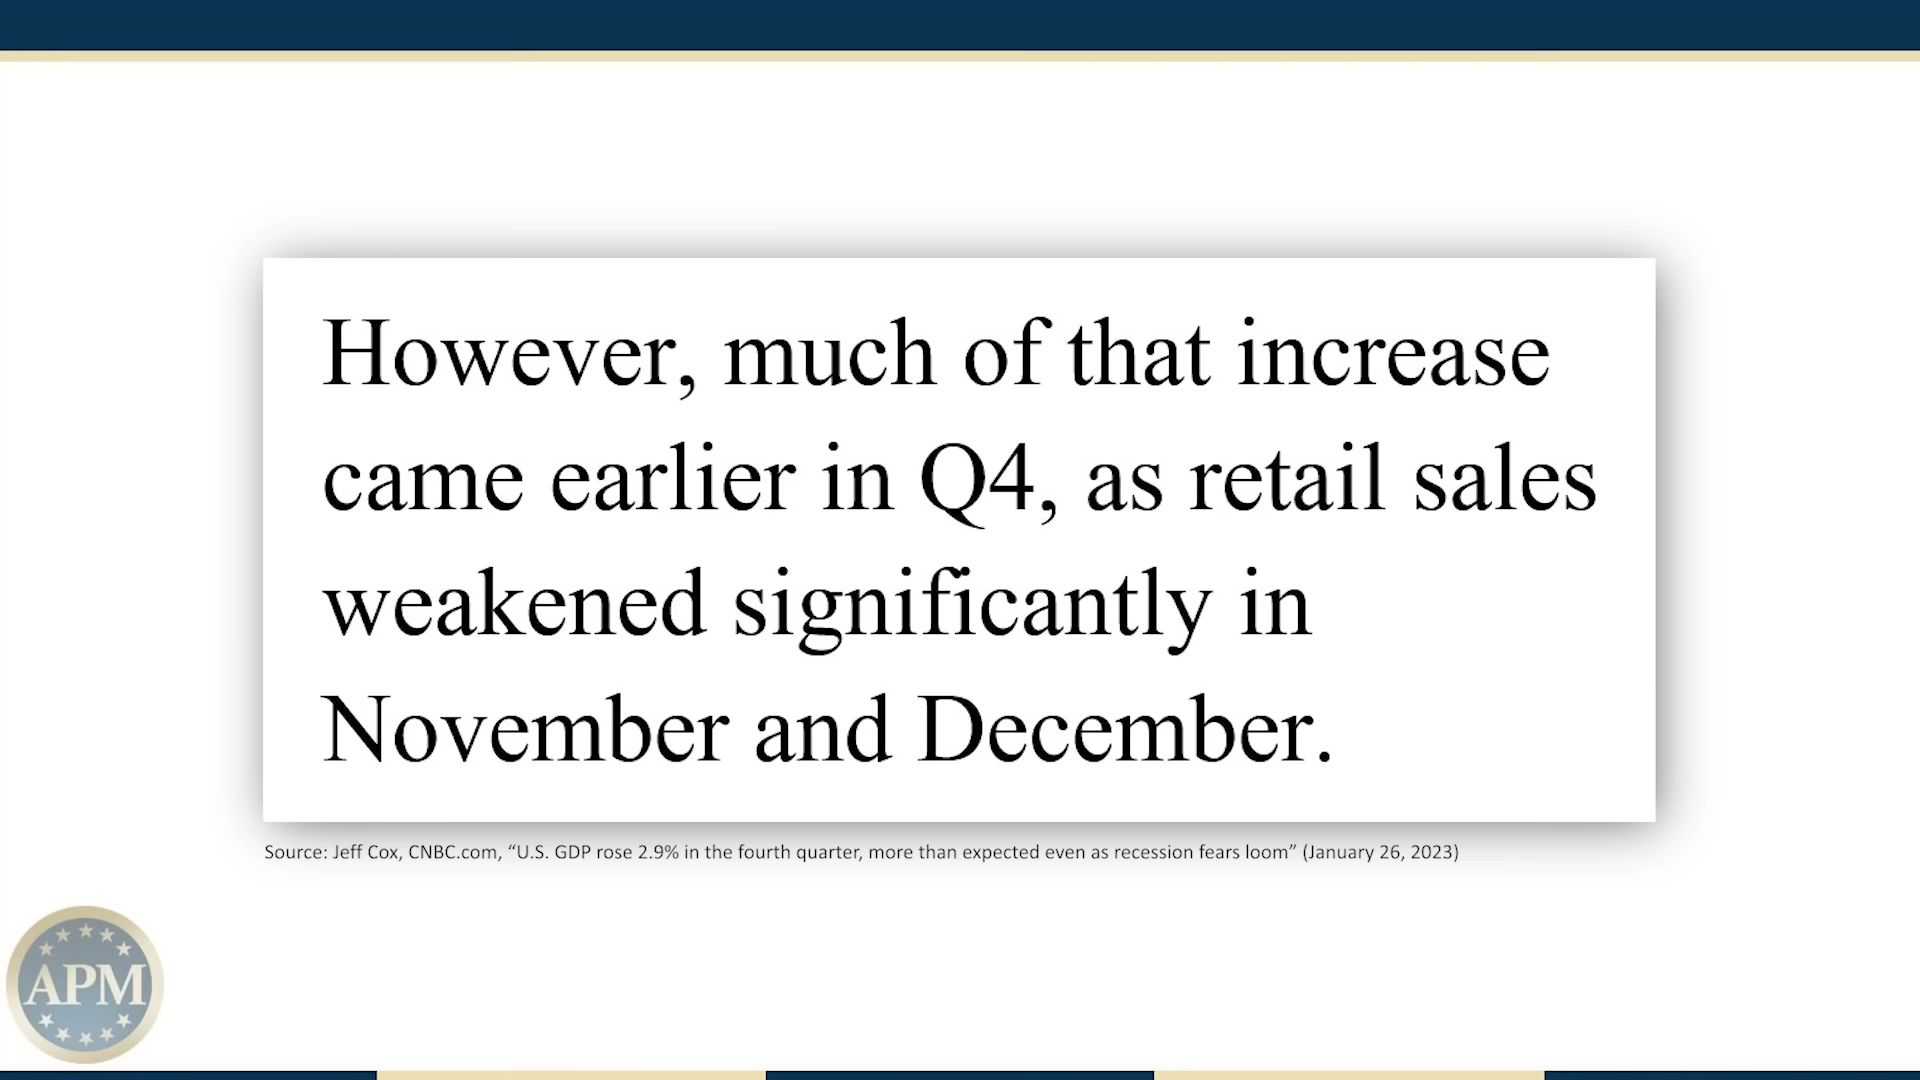 However, much of that increase
came earlier in Q4, as retail sales
weakened significantly in
November and December.
Source: Jeff Cox, CNBC.com, “U.S. GDP rose 2.9% in the fourth quarter, more than expected even as recession fears loom” (January 26, 2023)
APM